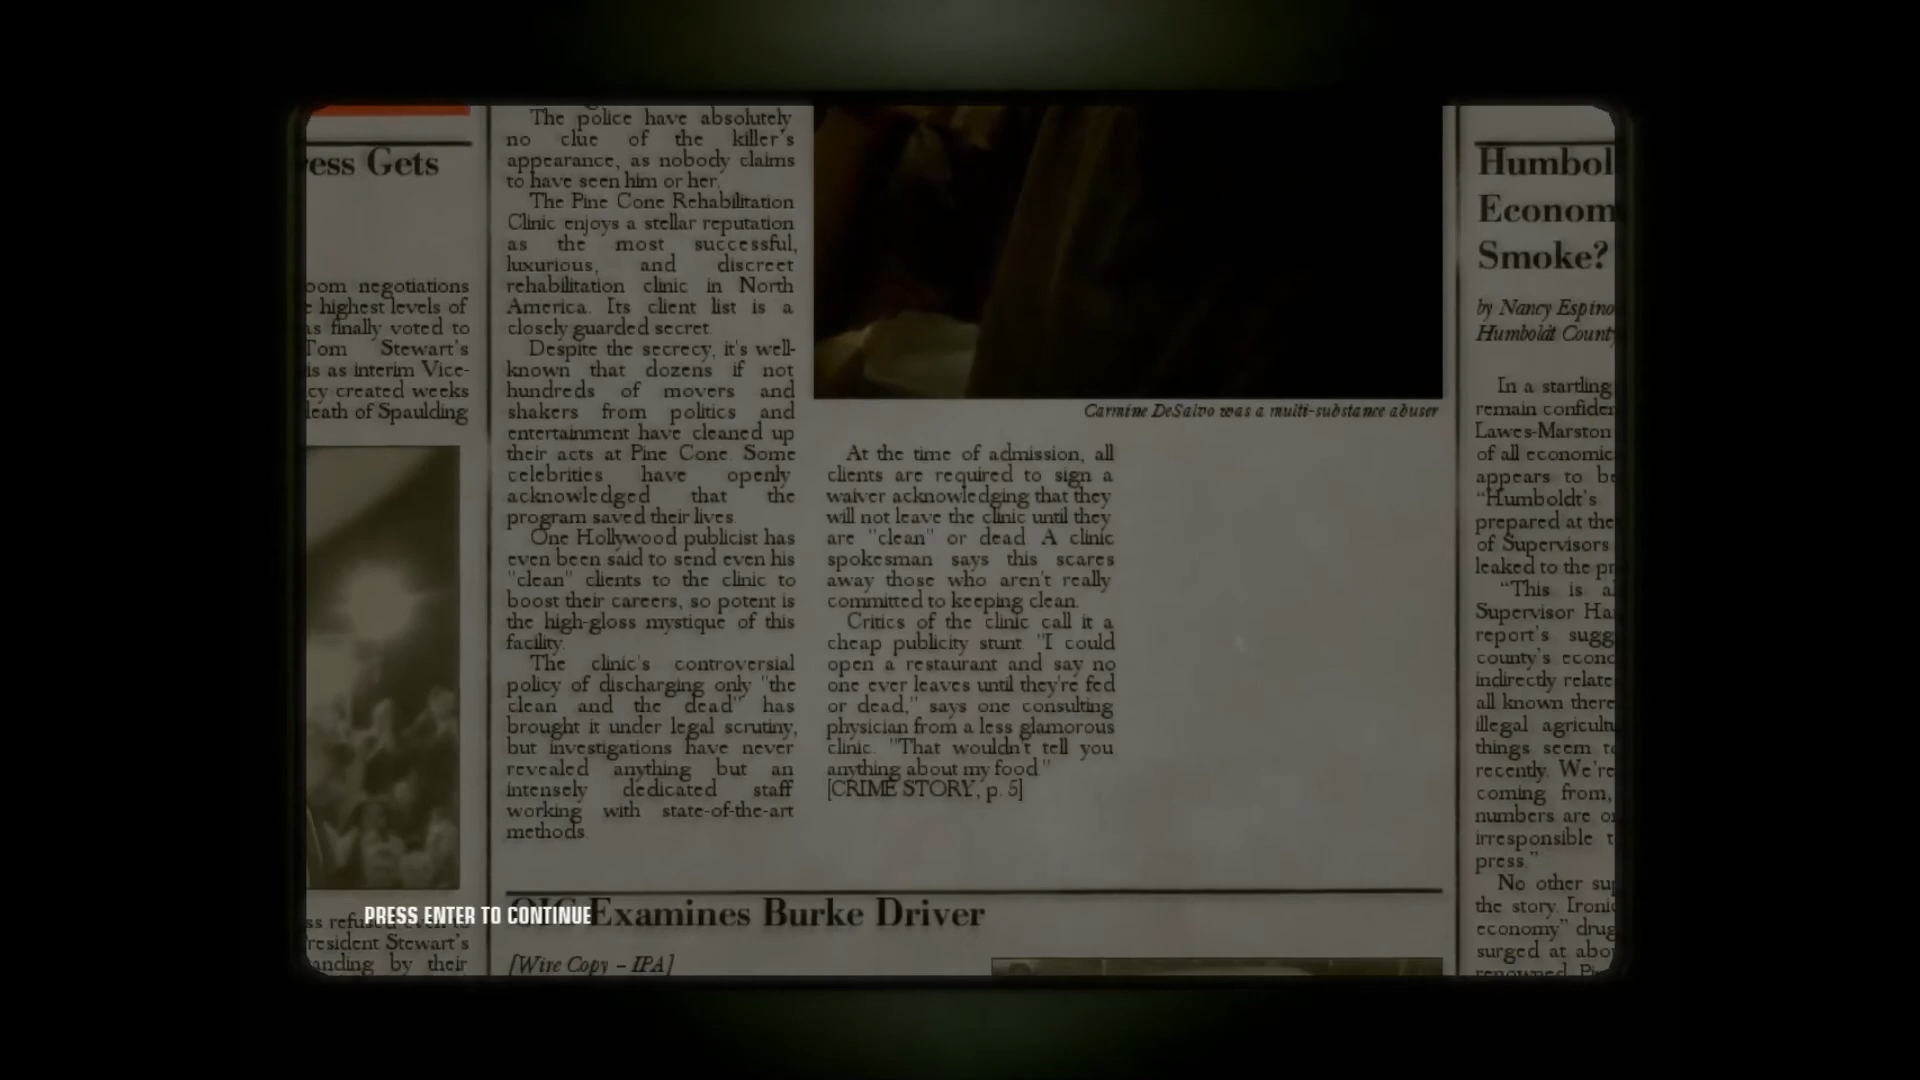 ess Gets
oom negotiations
highest levels of
as finally voted to
Tom Stewart's
is as interim Vice-
cy created weeks
death of Spaulding
ss refused even to
resident Stewart's
anding by their
The police have absolutely
no clue of the killer's
appearance, as nobody claims
to have seen him or her.
The Pine Cone Rehabilitation
Clinic enjoys a stellar reputation
as the most successful,
luxurious, and discreet
rehabilitation clinic in North
America. Its client list is a
closely guarded secret.
Despite the secrecy, it's well-
known that dozens if not
hundreds of movers and
shakers from politics and
entertainment have cleaned up
their acts at Pine Cone. Some
celebrities have openly
acknowledged that the
program saved their lives.
One Hollywood publicist has
even been said to send even his
"clean" clients to the clinic to
boost their careers, so potent is
the high-gloss mystique of this
facility.
The clinic's controversial
policy of discharging only "the
clean and the dead" has
brought it under legal scrutiny,
but investigations have never
revealed anything but an
intensely dedicated staff
working with state-of-the-art
methods.
Carmine DeSalvo was a multi-substance abuser
At the time of admission, all
clients are required to sign a
waiver acknowledging that they
will not leave the clinic until they
are "clean" or dead. A clinic
spokesman says this scares
away those who aren't really
committed to keeping clean.
Critics of the clinic call it a
cheap publicity stunt. "I could
open a restaurant and say no
one ever leaves until they're fed
or dead," says one consulting
physician from a less glamorous
clinic. "That wouldn't tell you
anything about my food."
[CRIME STORY, p. 5]
PRESS ENTER TO CONTINUE
Examines Burke Driver
[Wire Copy – IPA]
Humbol
Econom
Smoke?
by Nancy Espino
Humboldt County
In a startling
remain confiden
Lawes-Marston
of all economic
appears to be
“Humboldt's
prepared at the
of Supervisors
leaked to the pr
“This is al
Supervisor Ha
report's sugg
county's econo
indirectly relate
all known there
illegal agricultu
things seem to
recently. We're
coming from,
numbers are o
irresponsible t
press.”
No other sup
the story. Ironic
economy” drug
surged at abo
renowned Pi